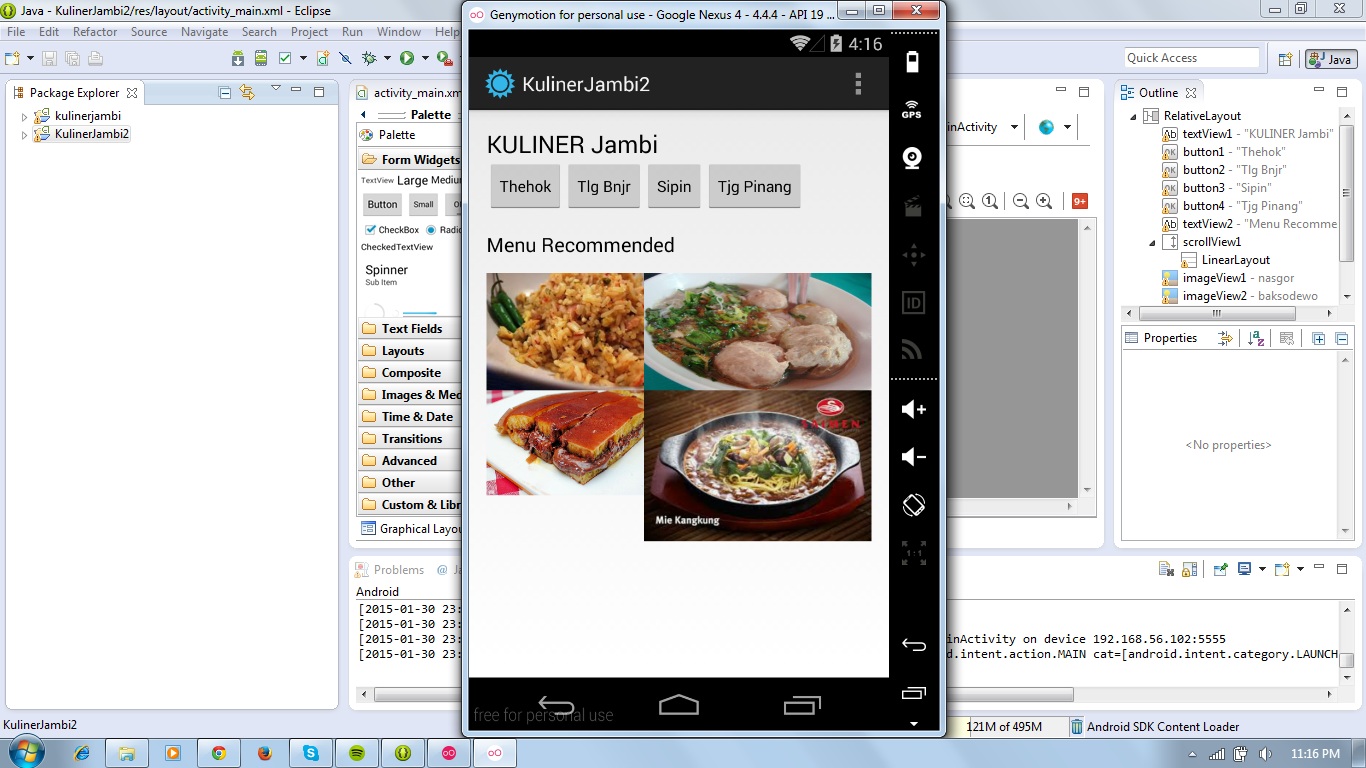 Java - KulinerJambi2/res/layout/activity_main.xml - Eclipse
File Edit Refactor Source Navigate Search Project Run Window Help
Quick Access
Java
Package Explorer
kulinerjambi
KulinerJambi2
activity_main.xm
Palette
Palette
Form Widgets
TextView Large Medium
Button Small
CheckBox Radio
CheckedTextView
Spinner
Sub Item
Text Fields
Layouts
Composite
Images & Med
Time & Date
Transitions
Advanced
Other
Custom & Libr
Graphical Layou
Genymotion for personal use - Google Nexus 4 - 4.4.4 - API 19 ...
4:16
KulinerJambi2
KULINER Jambi
Thehok Tlg Bnjr Sipin Tjg Pinang
Menu Recommended
Mie Kangkung
free for personal use
GPS
ID
1:1
inActivity
9+
Outline
RelativeLayout
textView1 - "KULINER Jambi"
button1 - "Thehok"
button2 - "Tlg Bnjr"
button3 - "Sipin"
button4 - "Tjg Pinang"
textView2 - "Menu Recomme
scrollView1
LinearLayout
imageView1 - nasgor
imageView2 - baksodewo
Properties
<No properties>
Problems @ Ja
Android
[2015-01-30 23:
[2015-01-30 23:
[2015-01-30 23: inActivity on device 192.168.56.102:5555
[2015-01-30 23: d.intent.action.MAIN cat=[android.intent.category.LAUNCH
KulinerJambi2
121M of 495M
Android SDK Content Loader
11:16 PM